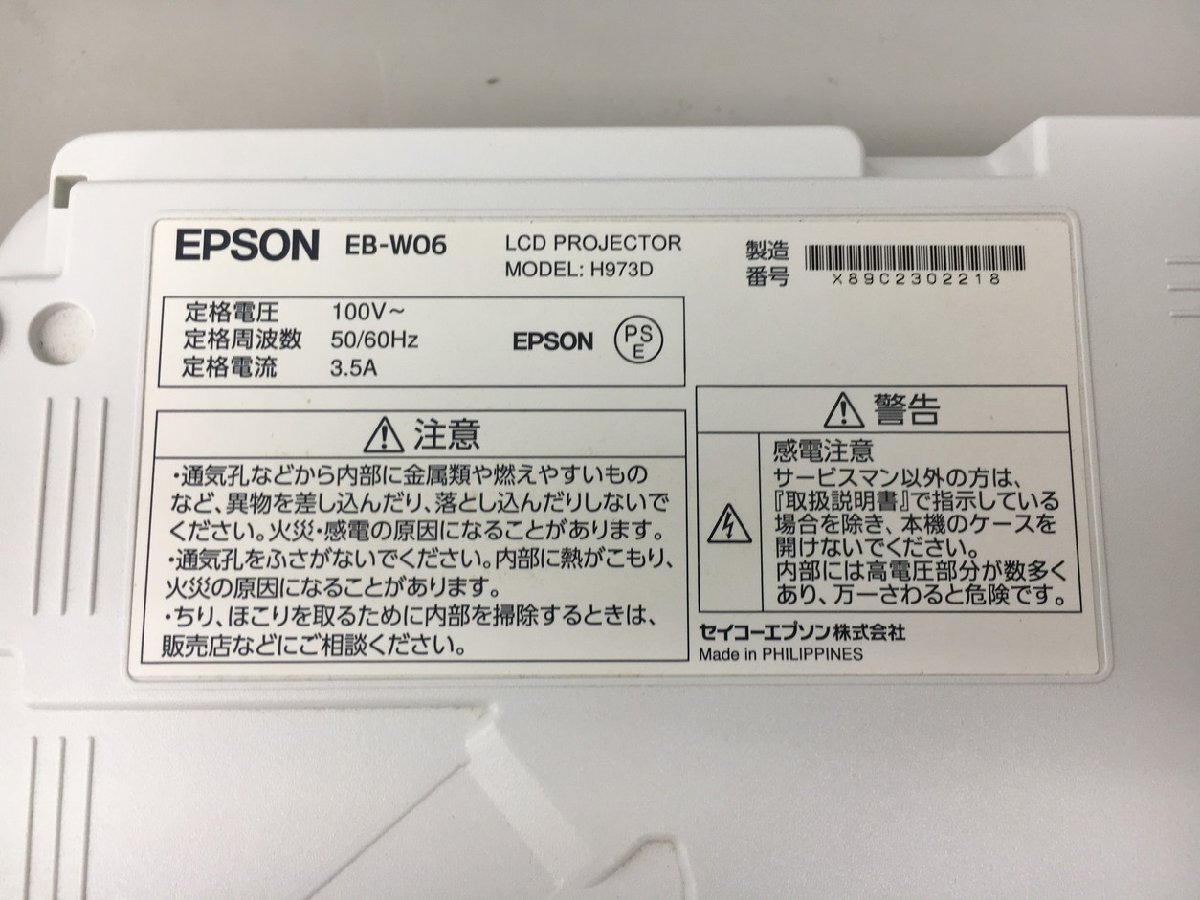 EPSON EB-W06 LCD PROJECTOR
MODEL: H973D
製造
番号
X89C2302218
定格電圧 100V～
定格周波数 50/60Hz
定格電流 3.5A
EPSON
PS
E
注意
・通気孔などから内部に金属類や燃えやすいもの
など、異物を差し込んだり、落とし込んだりしないで
ください。火災・感電の原因になることがあります。
・通気孔をふさがないでください。内部に熱がこもり、
火災の原因になることがあります。
・ちり、ほこりを取るために内部を掃除するときは、
販売店などにご相談ください。
警告
感電注意
サービスマン以外の方は、
『取扱説明書』で指示している
場合を除き、本機のケースを
開けないでください。
内部には高電圧部分が数多く
あり、万一さわると危険です。
セイコーエプソン株式会社
Made in PHILIPPINES